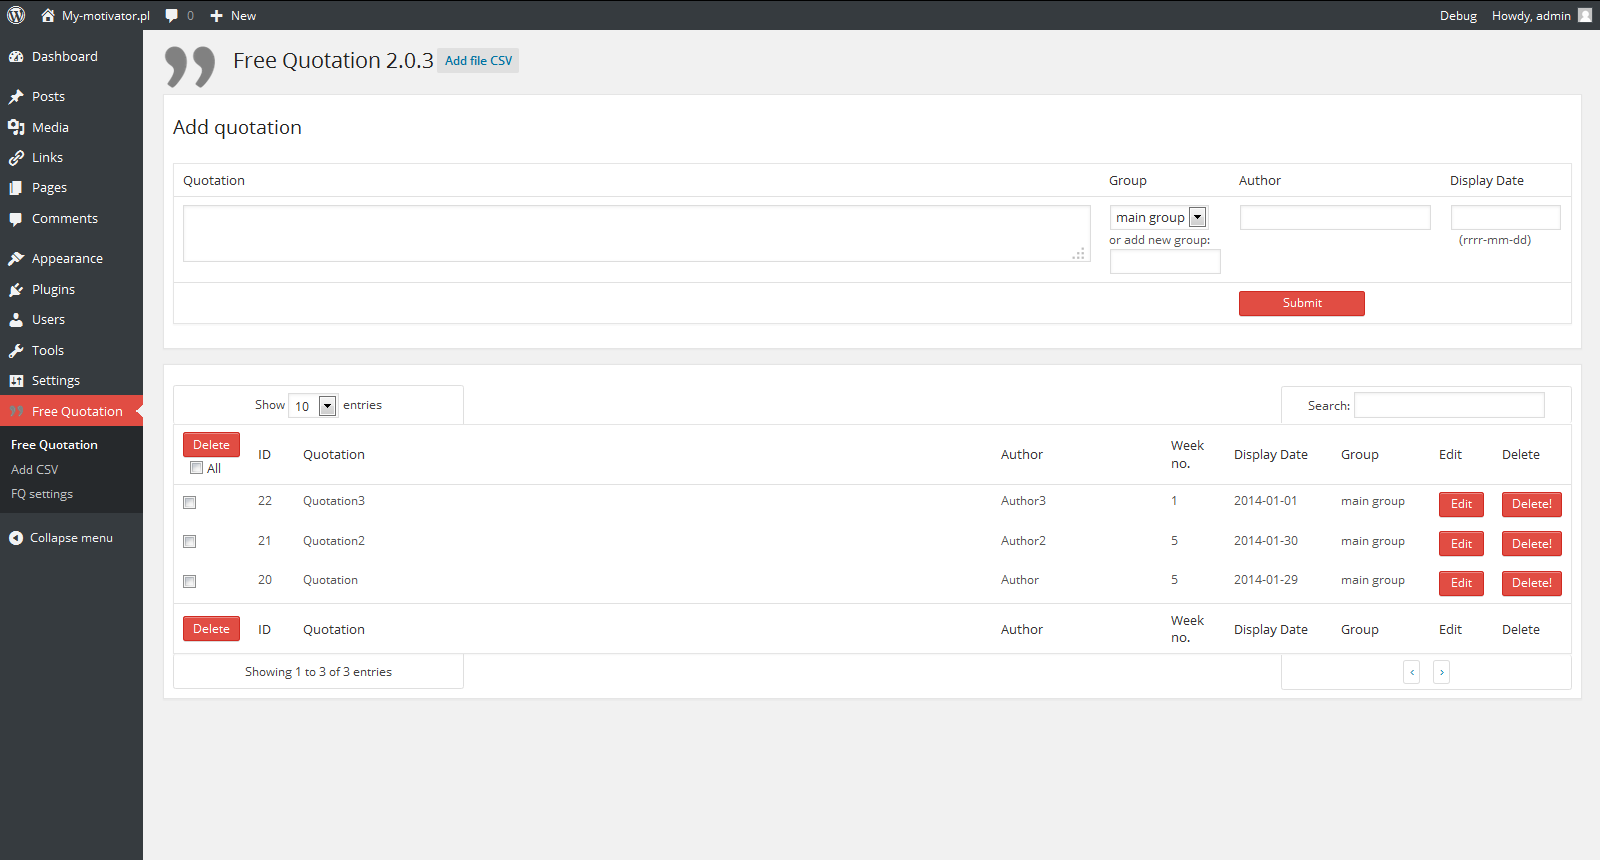 My-motivator.pl 0 New Debug Howdy, admin
Dashboard
Posts
Media
Links
Pages
Comments
Appearance
Plugins
Users
Tools
Settings
Free Quotation
Free Quotation
Add CSV
FQ settings
Collapse menu
Free Quotation 2.0.3 Add file CSV
Add quotation
Quotation Group Author Display Date
main group
or add new group:
(rrrr-mm-dd)
Submit
Show 10 entries Search:
Delete
All
ID Quotation Author Week no. Display Date Group Edit Delete
22 Quotation3 Author3 1 2014-01-01 main group Edit Delete!
21 Quotation2 Author2 5 2014-01-30 main group Edit Delete!
20 Quotation Author 5 2014-01-29 main group Edit Delete!
Delete ID Quotation Author Week no. Display Date Group Edit Delete
Showing 1 to 3 of 3 entries ‹ ›